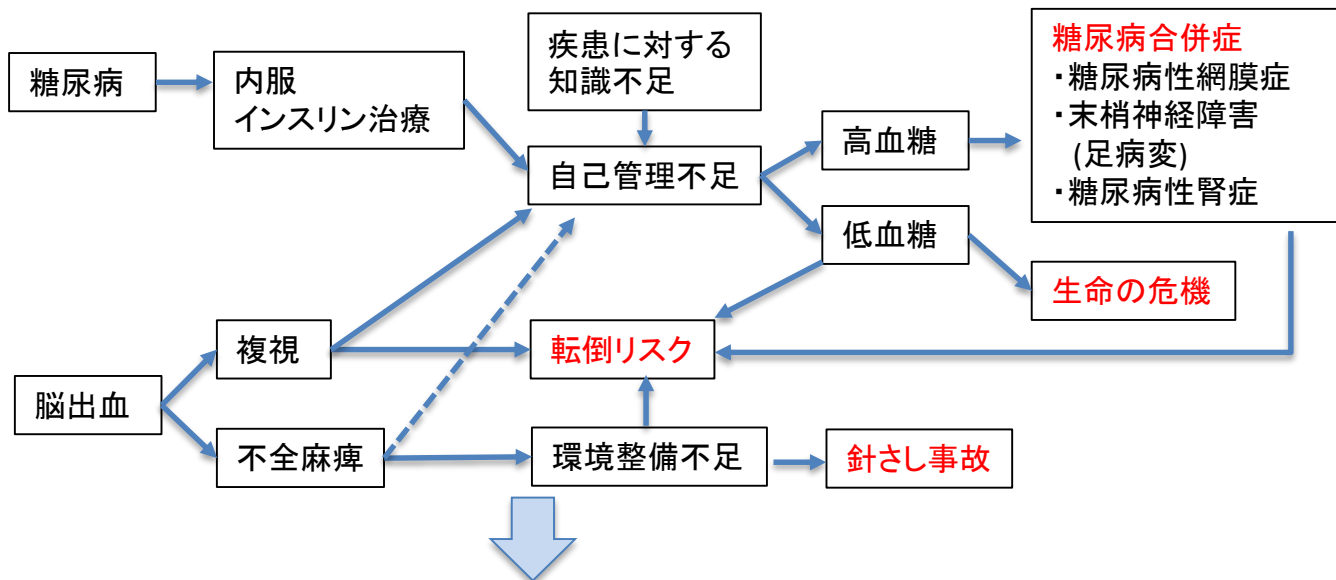 糖尿病
内服
インスリン治療
疾患に対する
知識不足
自己管理不足
高血糖
低血糖
糖尿病合併症
・糖尿病性網膜症
・末梢神経障害
(足病変)
・糖尿病性腎症
生命の危機
脳出血
複視
不全麻痺
転倒リスク
環境整備不足
針さし事故